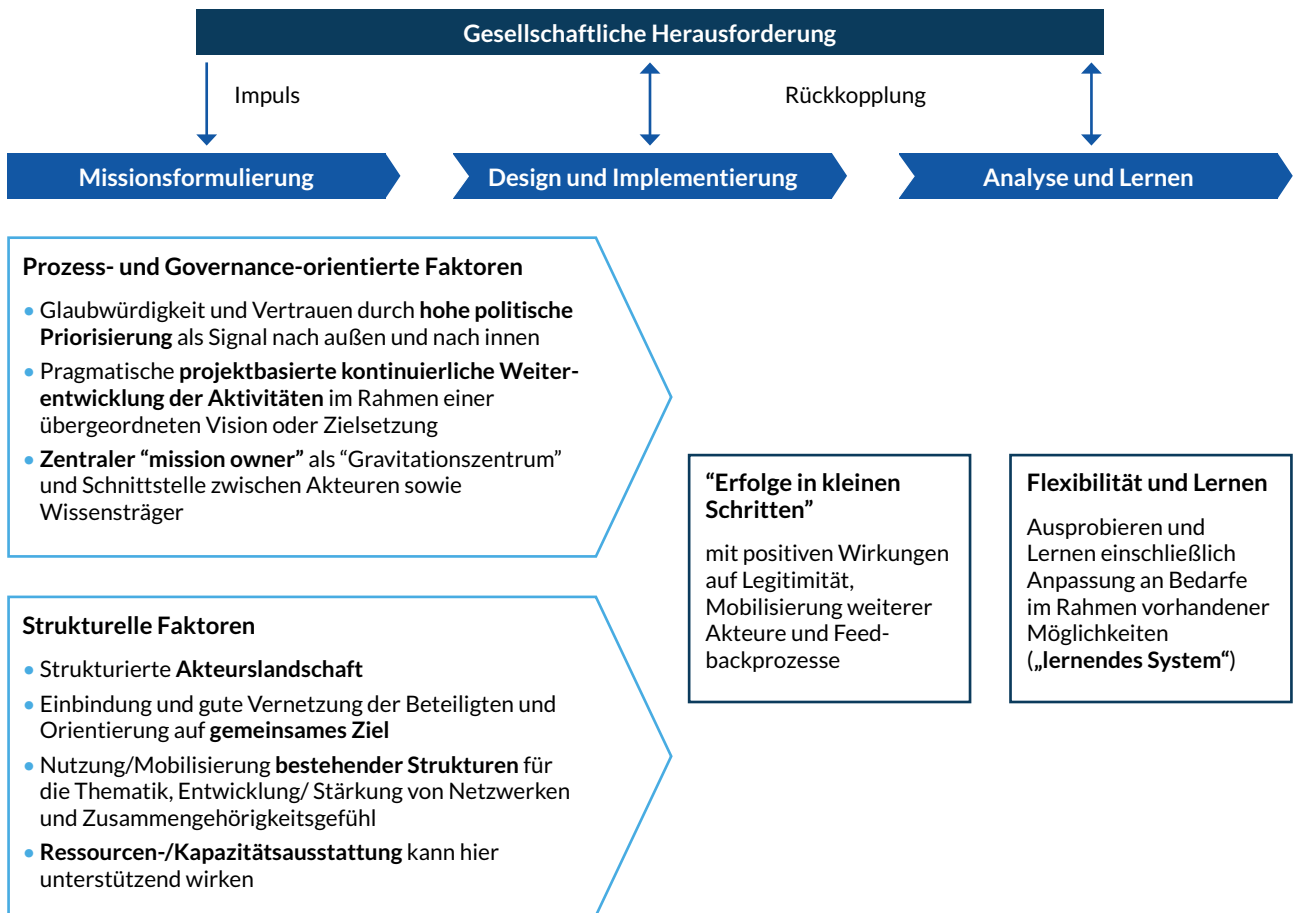 Gesellschaftliche Herausforderung
Impuls
Rückkopplung
Missionsformulierung
Design und Implementierung
Analyse und Lernen
Prozess- und Governance-orientierte Faktoren
• Glaubwürdigkeit und Vertrauen durch hohe politische
Priorisierung als Signal nach außen und nach innen
• Pragmatische projektbasierte kontinuierliche Weiter-
entwicklung der Aktivitäten im Rahmen einer
übergeordneten Vision oder Zielsetzung
• Zentraler “mission owner” als “Gravitationszentrum”
und Schnittstelle zwischen Akteuren sowie
Wissensträger
Strukturelle Faktoren
• Strukturierte Akteurslandschaft
• Einbindung und gute Vernetzung der Beteiligten und
Orientierung auf gemeinsames Ziel
• Nutzung/Mobilisierung bestehender Strukturen für
die Thematik, Entwicklung/ Stärkung von Netzwerken
und Zusammengehörigkeitsgefühl
• Ressourcen-/Kapazitätsausstattung kann hier
unterstützend wirken
“Erfolge in kleinen
Schritten”
mit positiven Wirkungen
auf Legitimität,
Mobilisierung weiterer
Akteure und Feed-
backprozesse
Flexibilität und Lernen
Ausprobieren und
Lernen einschließlich
Anpassung an Bedarfe
im Rahmen vorhandener
Möglichkeiten
(„lernendes System“)